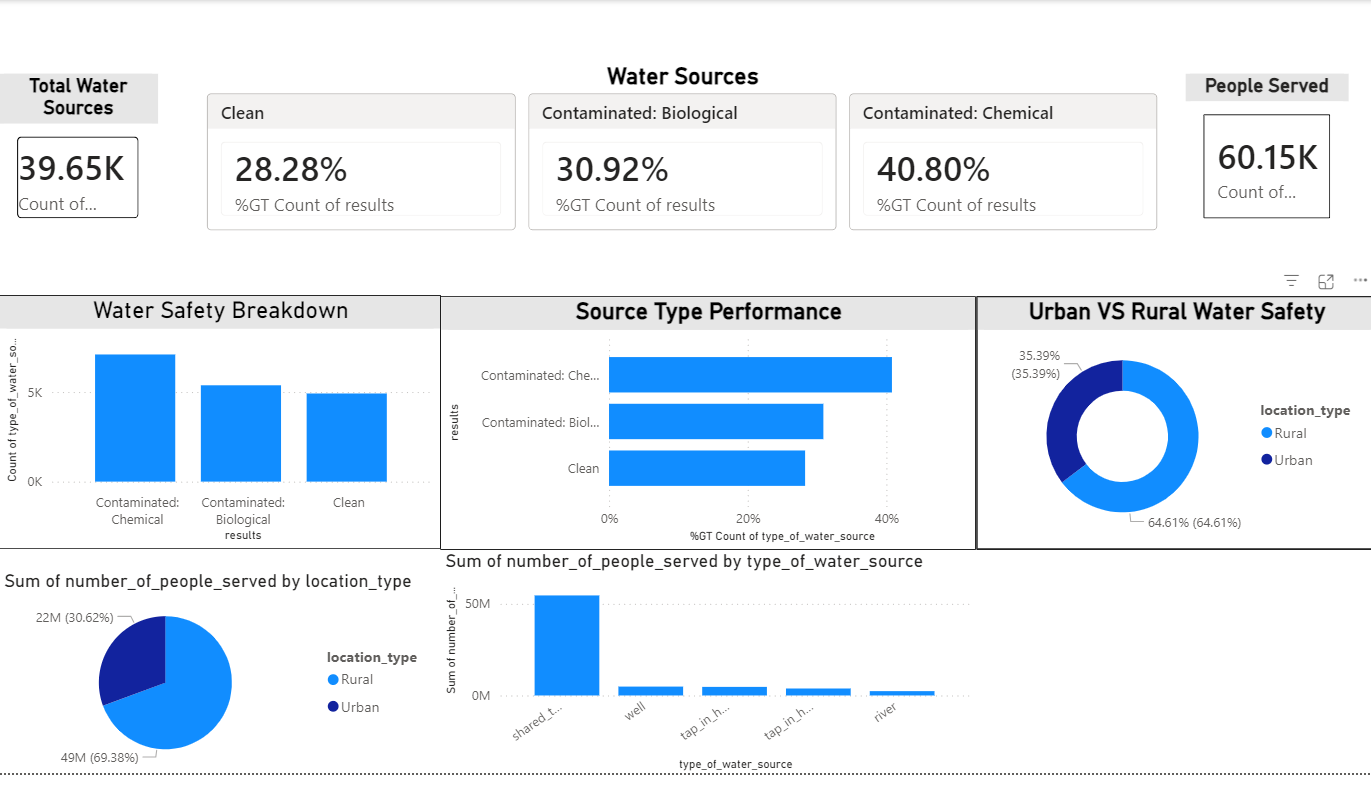 Total Water
Sources
39.65K
Count of...
Water Sources
Clean
28.28%
%GT Count of results
Contaminated: Biological
30.92%
%GT Count of results
Contaminated: Chemical
40.80%
%GT Count of results
People Served
60.15K
Count of...
Water Safety Breakdown
Count of type_of_water_so...
5K
0K
Contaminated:
Chemical
Contaminated:
Biological
Clean
results
Source Type Performance
results
Contaminated: Che...
Contaminated: Biol...
Clean
0%
20%
40%
%GT Count of type_of_water_source
Urban VS Rural Water Safety
35.39%
(35.39%)
64.61% (64.61%)
location_type
Rural
Urban
Sum of number_of_people_served by location_type
22M (30.62%)
49M (69.38%)
location_type
Rural
Urban
Sum of number_of_people_served by type_of_water_source
Sum of number_of_...
50M
0M
shared_t...
well
tap_in_h...
tap_in_h...
river
type_of_water_source